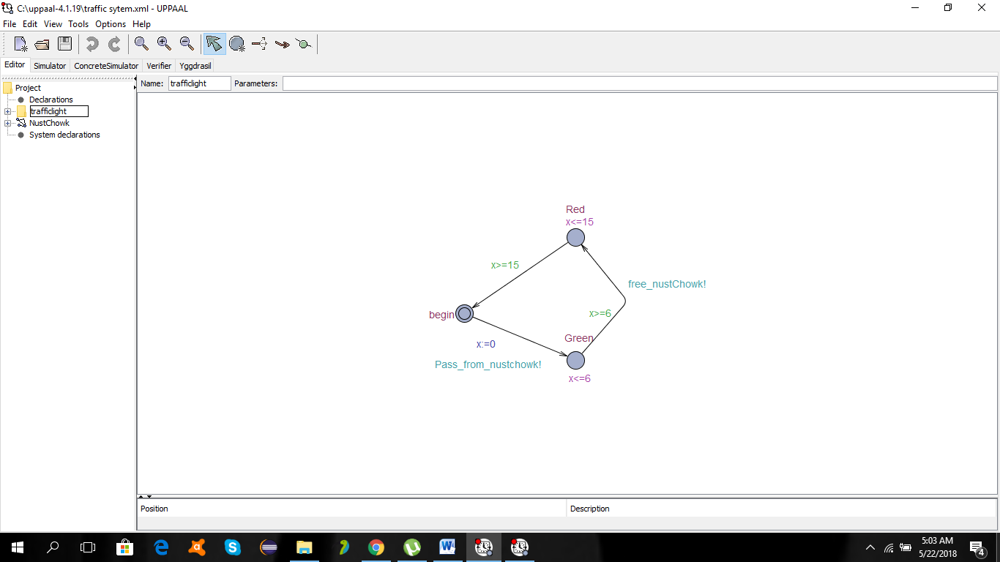 C:\uppaal-4.1.19\traffic sytem.xml - UPPAAL
File Edit View Tools Options Help
Editor Simulator ConcreteSimulator Verifier Yggdrasil
Name: trafficlight Parameters:
Project
Declarations
trafficlight
NustChowk
System declarations
Red
x<=15
x>=15
free_nustChowk!
x>=6
begin
Green
x:=0
Pass_from_nustchowk!
x<=6
Position Description
5:03 AM
5/22/2018
4